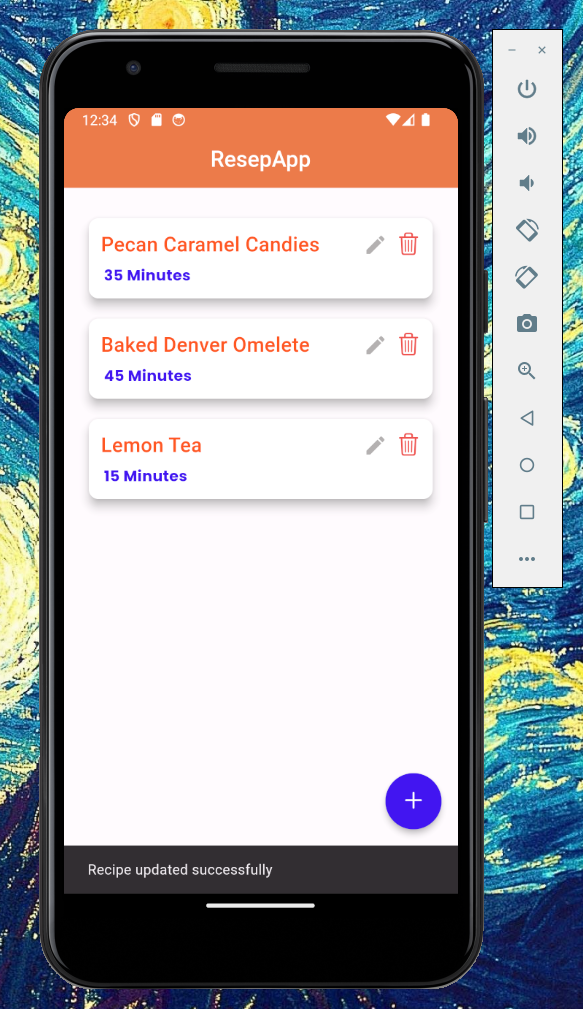 12:34
ResepApp
Pecan Caramel Candies
35 Minutes
Baked Denver Omelete
45 Minutes
Lemon Tea
15 Minutes
Recipe updated successfully